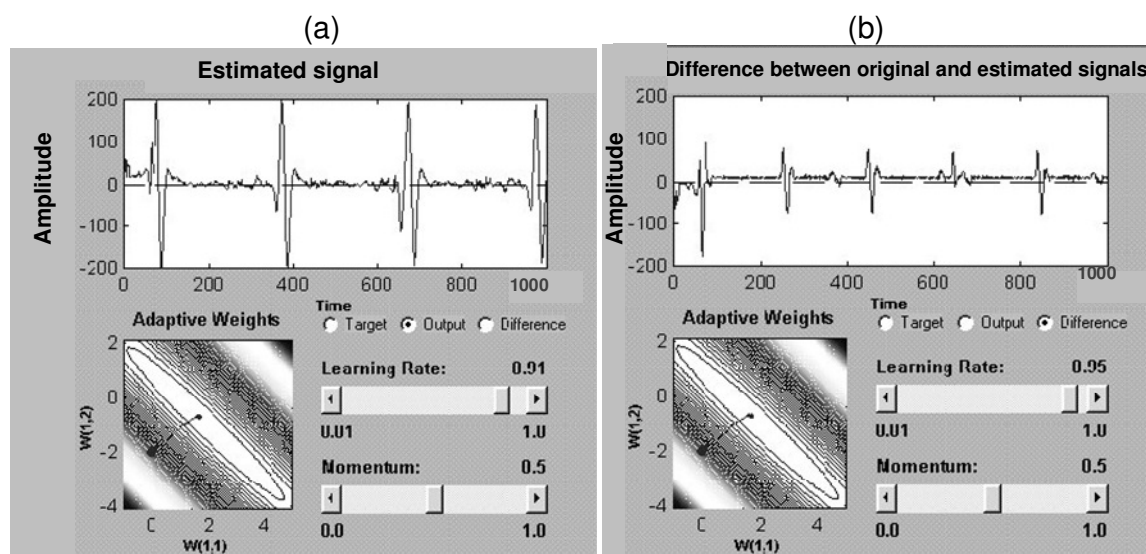 (a)
Estimated signal
Amplitude
200
100
0
-100
-200
0
200
400
600
800
1000
Time
Adaptive Weights
Target
Output
Difference
2
0
-2
-4
W(1,2)
C
2
4
W(1,1)
Learning Rate: 0.91
0.01 1.0
Momentum: 0.5
0.0 1.0
(b)
Difference between original and estimated signals
Amplitude
200
100
0
-100
-200
0
200
400
600
800
1000
Time
Adaptive Weights
Target
Output
Difference
2
0
-2
-4
W(1,2)
C
2
4
W(1,1)
Learning Rate: 0.95
0.01 1.0
Momentum: 0.5
0.0 1.0